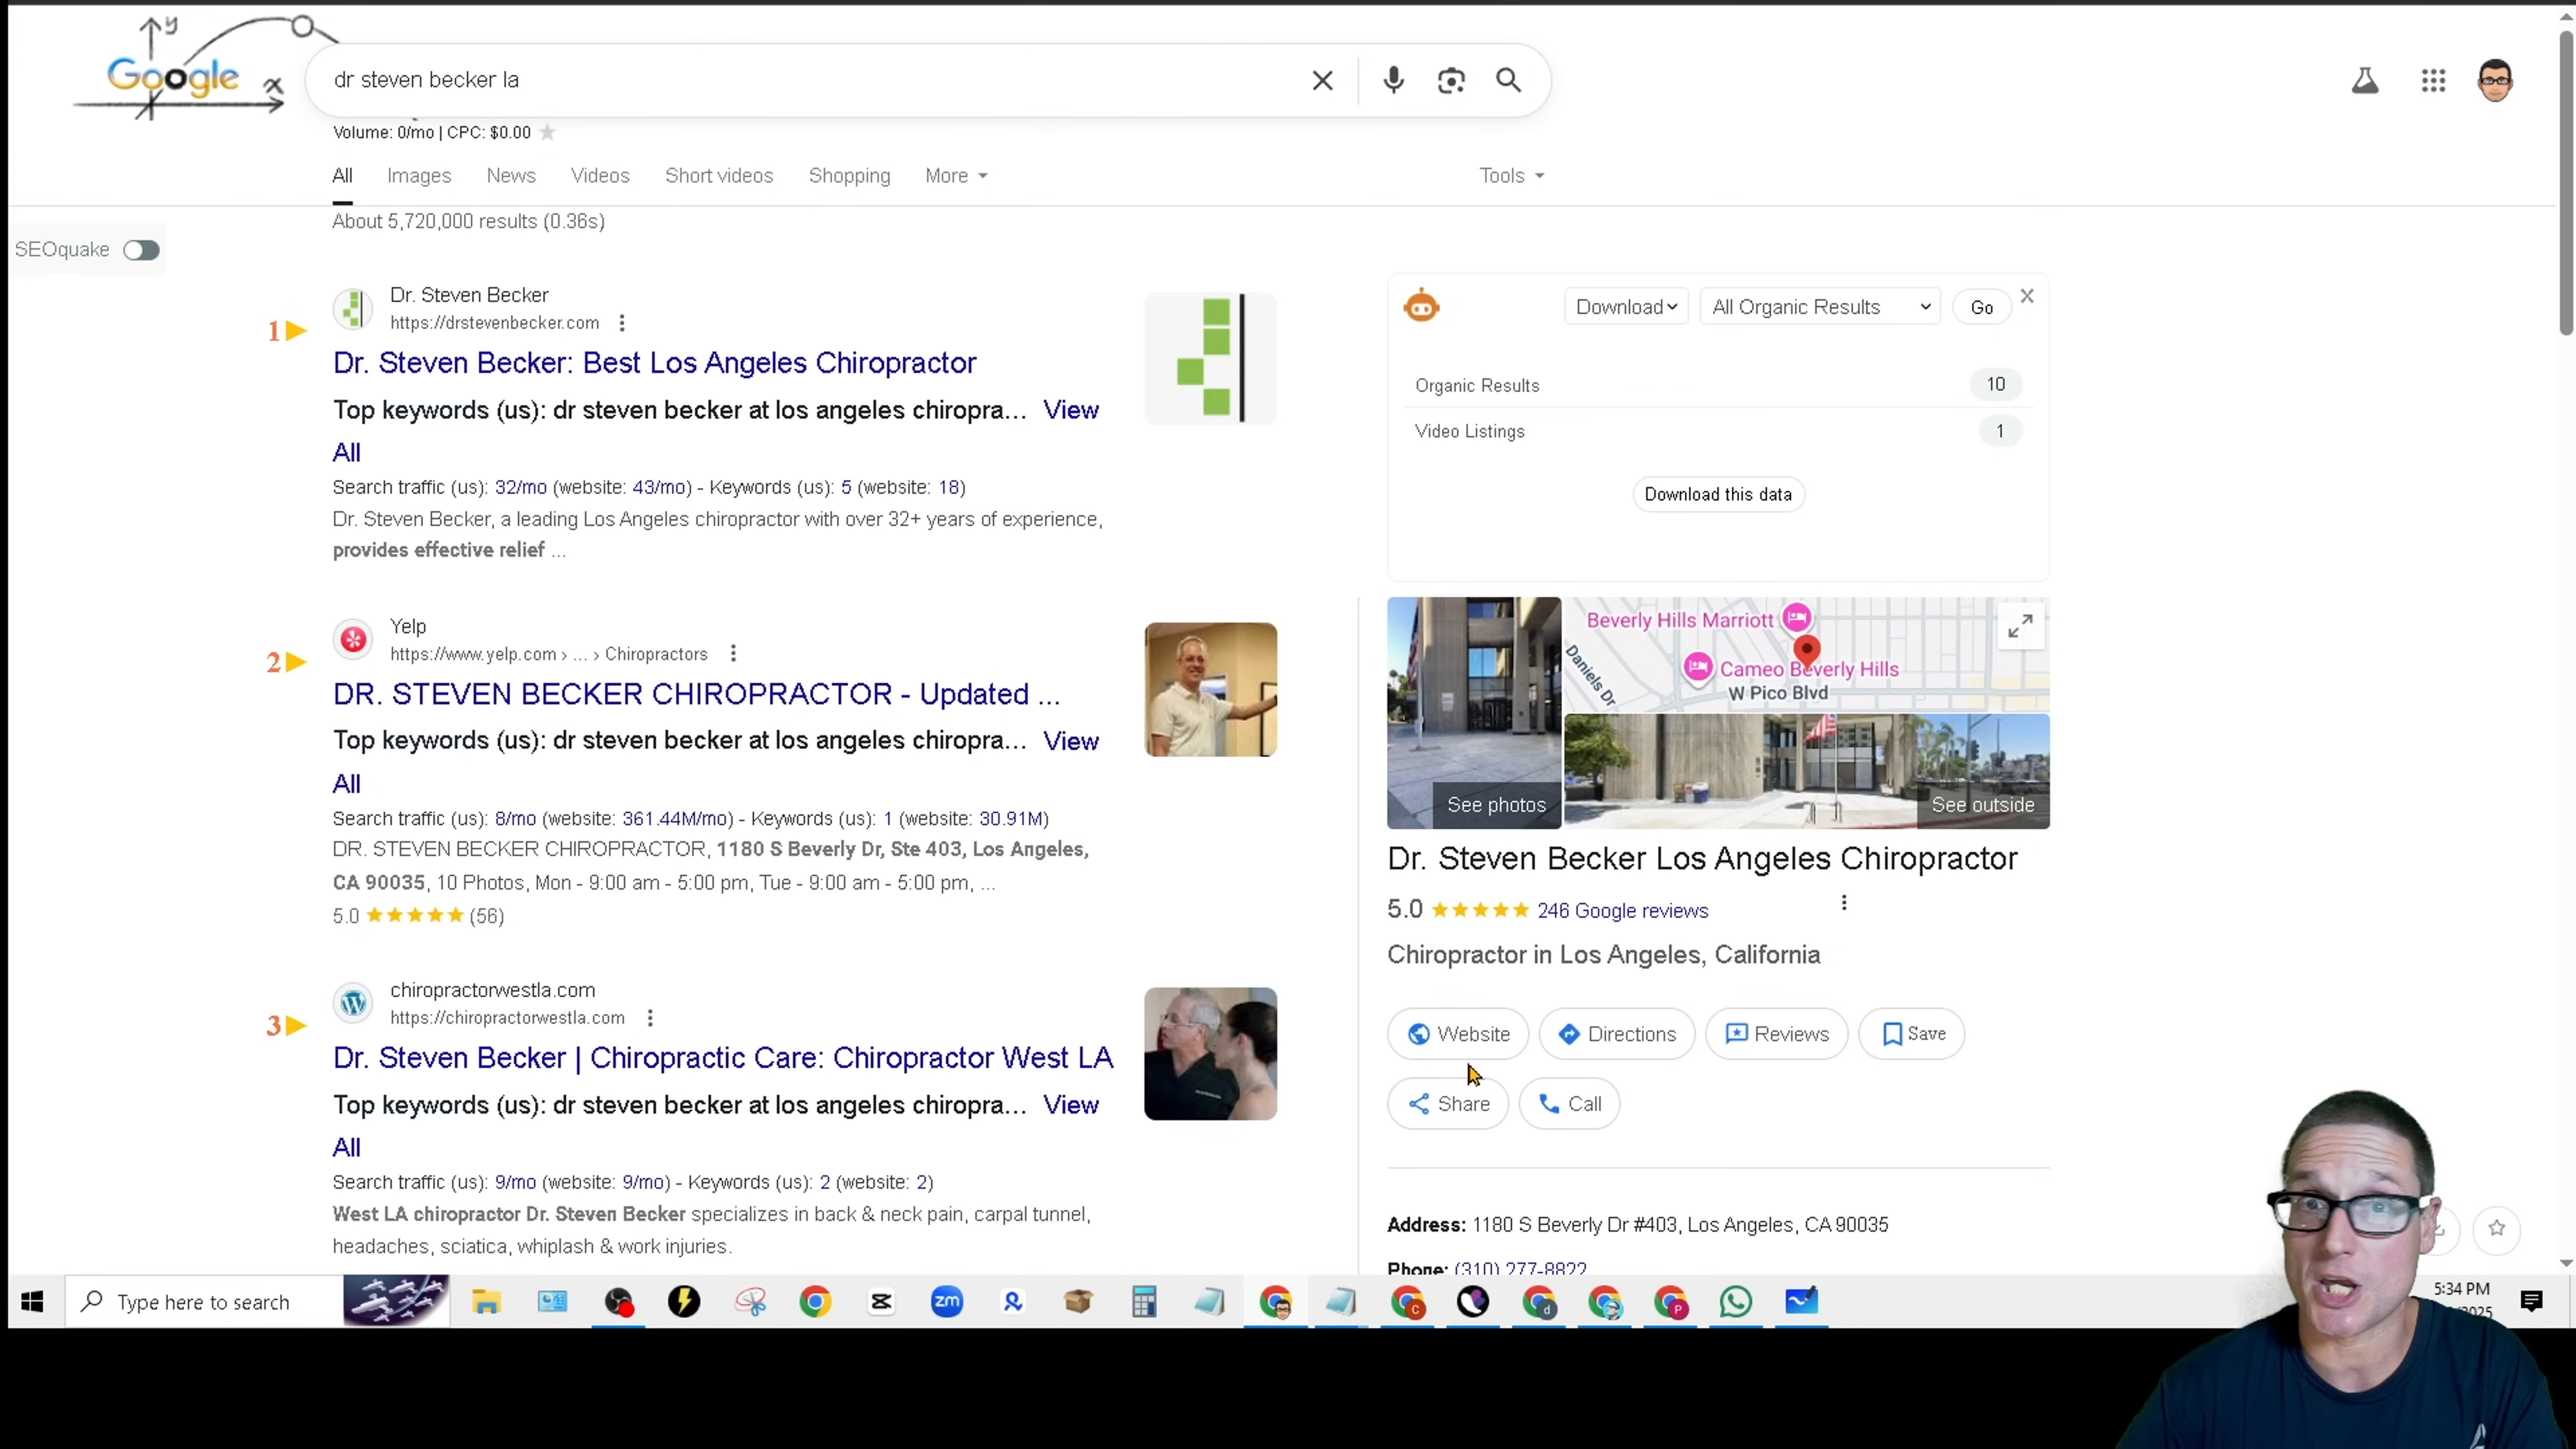 y
Google
x
dr steven becker la
Volume: 0/mo | CPC: $0.00
All Images News Videos Short videos Shopping More Tools
About 5,720,000 results (0.36s)
SEOquake
1
Dr. Steven Becker
https://drstevenbecker.com
Dr. Steven Becker: Best Los Angeles Chiropractor
Top keywords (us): dr steven becker at los angeles chiropra... View
All
Search traffic (us): 32/mo (website: 43/mo) - Keywords (us): 5 (website: 18)
Dr. Steven Becker, a leading Los Angeles chiropractor with over 32+ years of experience,
provides effective relief ...
2
Yelp
https://www.yelp.com › ... › Chiropractors
DR. STEVEN BECKER CHIROPRACTOR - Updated ...
Top keywords (us): dr steven becker at los angeles chiropra... View
All
Search traffic (us): 8/mo (website: 361.44M/mo) - Keywords (us): 1 (website: 30.91M)
DR. STEVEN BECKER CHIROPRACTOR, 1180 S Beverly Dr, Ste 403, Los Angeles,
CA 90035, 10 Photos, Mon - 9:00 am - 5:00 pm, Tue - 9:00 am - 5:00 pm, ...
5.0 ★★★★★ (56)
3
chiropractorwestla.com
https://chiropractorwestla.com
Dr. Steven Becker | Chiropractic Care: Chiropractor West LA
Top keywords (us): dr steven becker at los angeles chiropra... View
All
Search traffic (us): 9/mo (website: 9/mo) - Keywords (us): 2 (website: 2)
West LA chiropractor Dr. Steven Becker specializes in back & neck pain, carpal tunnel,
headaches, sciatica, whiplash & work injuries.
Download All Organic Results Go
Organic Results 10
Video Listings 1
Download this data
Beverly Hills Marriott
Daniels Dr
Cameo Beverly Hills
W Pico Blvd
See photos
See outside
Dr. Steven Becker Los Angeles Chiropractor
5.0 ★★★★★ 246 Google reviews
Chiropractor in Los Angeles, California
Website Directions Reviews Save
Share Call
Address: 1180 S Beverly Dr #403, Los Angeles, CA 90035
Phone: (310) 277-8822
Type here to search
zm
C
d
P
5:34 PM
2025